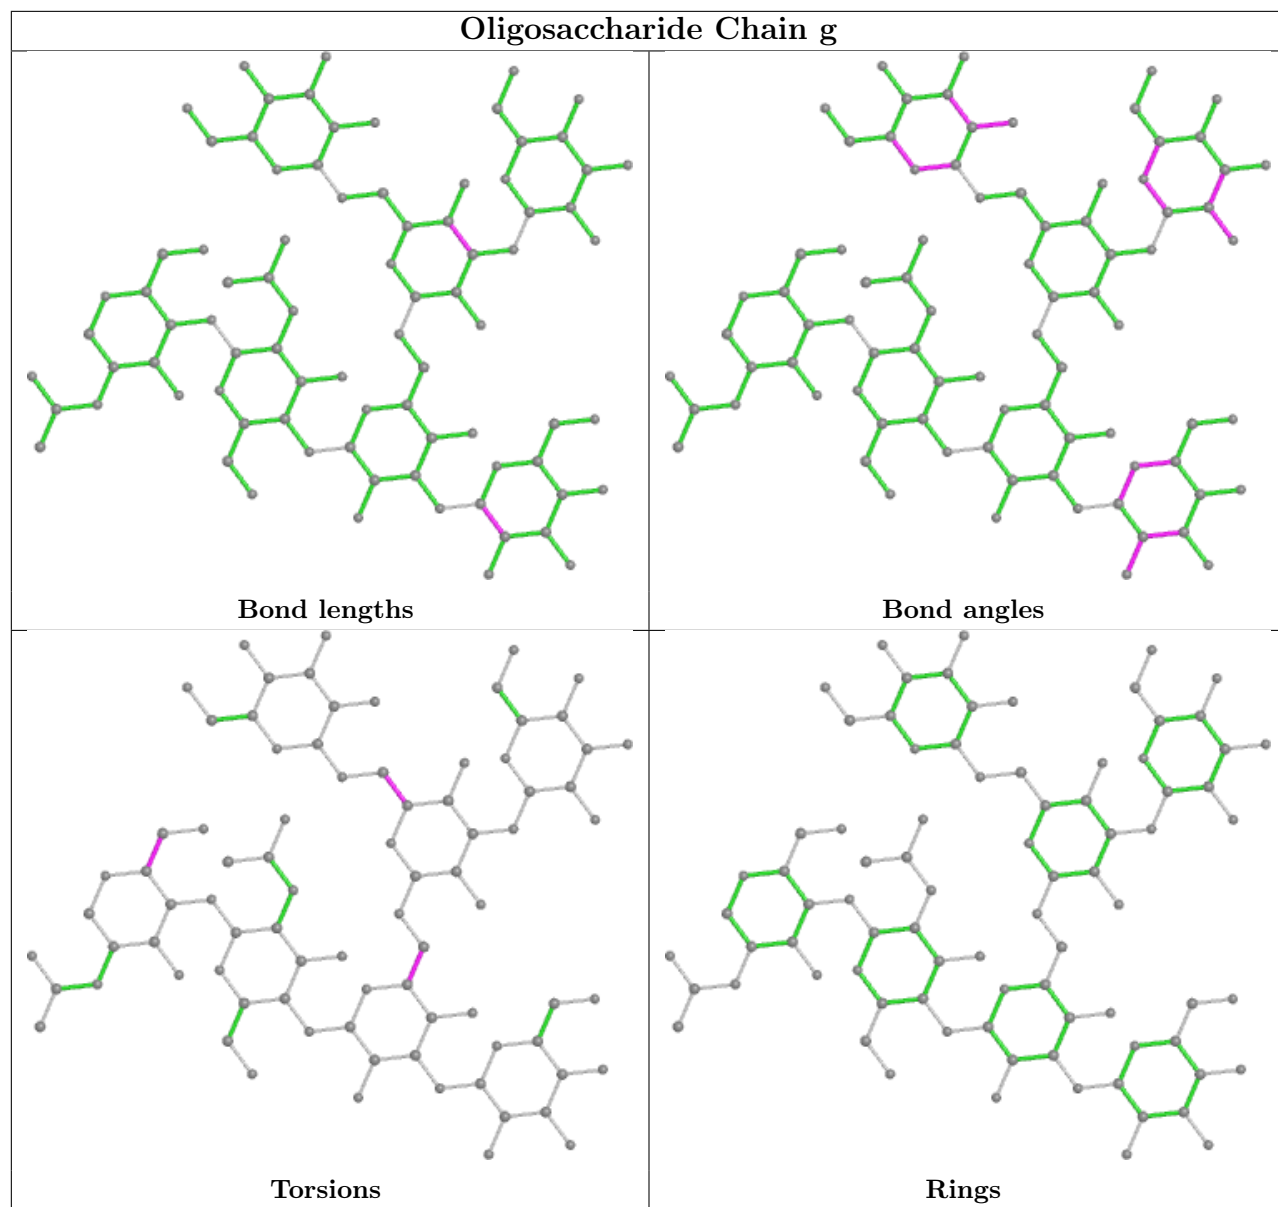 Oligosaccharide Chain g
Bond lengths
Bond angles
Torsions
Rings